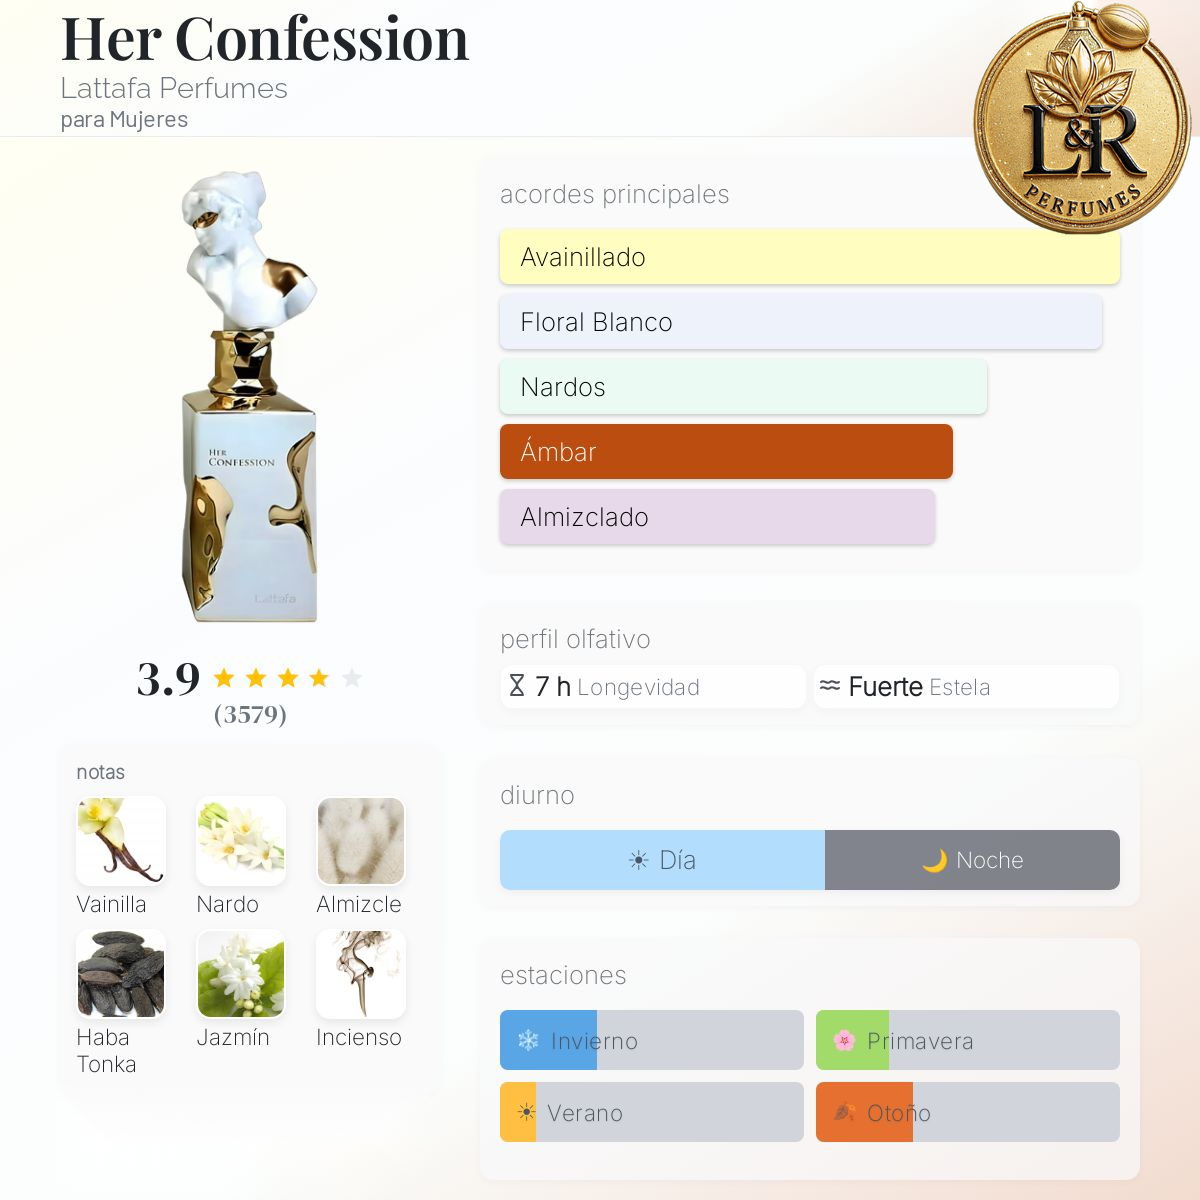 Her Confession
Lattafa Perfumes
para Mujeres
L&R
PERFUMES
HER
CONFESSION
Lattafa
3.9
(3579)
notas
Vainilla
Nardo
Almizcle
Haba
Tonka
Jazmín
Incienso
acordes principales
Avainillado
Floral Blanco
Nardos
Ámbar
Almizclado
perfil olfativo
7 h Longevidad
Fuerte Estela
diurno
Día
Noche
estaciones
Invierno
Primavera
Verano
Otoño